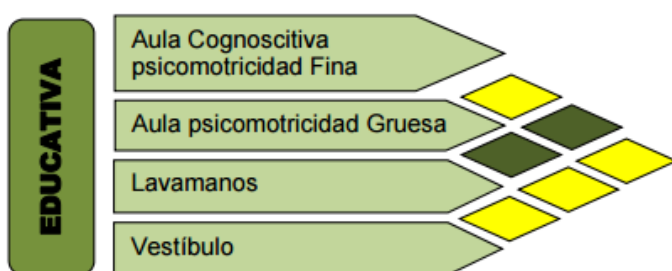 EDUCATIVA
Aula Cognoscitiva
psicomotricidad Fina
Aula psicomotricidad Gruesa
Lavamanos
Vestíbulo